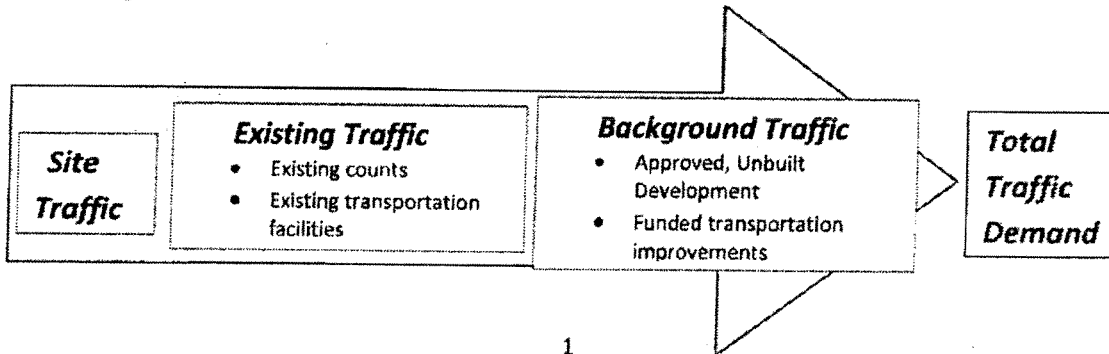 Site
Traffic
Existing Traffic
• Existing counts
• Existing transportation
facilities
Background Traffic
• Approved, Unbuilt
Development
• Funded transportation
improvements
Total
Traffic
Demand
1